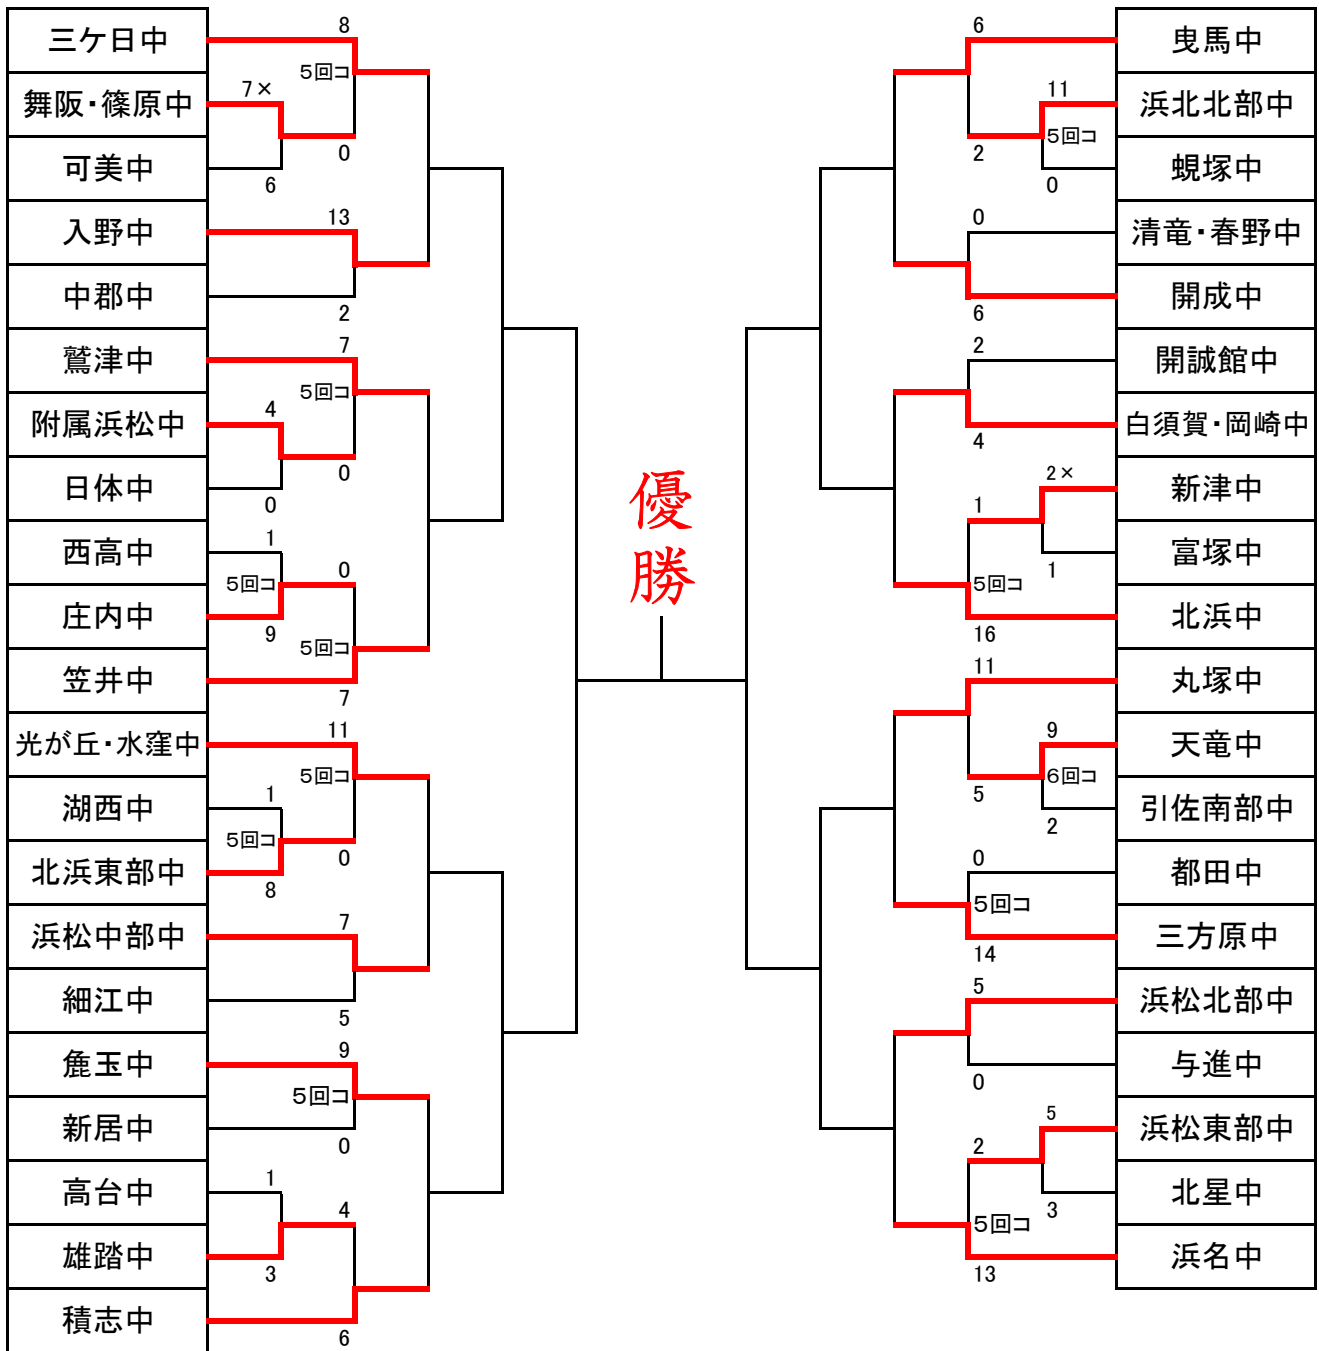 三ケ日中
舞阪・篠原中
可美中
入野中
中郡中
鷲津中
附属浜松中
日体中
西高中
庄内中
笠井中
光が丘・水窪中
湖西中
北浜東部中
浜松中部中
細江中
麁玉中
新居中
高台中
雄踏中
積志中
8
5回コ
7×
0
6
13
2
7
5回コ
4
0
0
1
0
5回コ
9
5回コ
7
11
5回コ
1
5回コ
0
8
7
5
9
5回コ
0
1
4
3
6
優
勝
6
11
5回コ
2
0
0
6
2
4
2×
1
1
5回コ
16
11
9
6回コ
5
2
0
5回コ
14
5
0
5
2
3
5回コ
13
曳馬中
浜北北部中
蜆塚中
清竜・春野中
開成中
開誠館中
白須賀・岡崎中
新津中
富塚中
北浜中
丸塚中
天竜中
引佐南部中
都田中
三方原中
浜松北部中
与進中
浜松東部中
北星中
浜名中